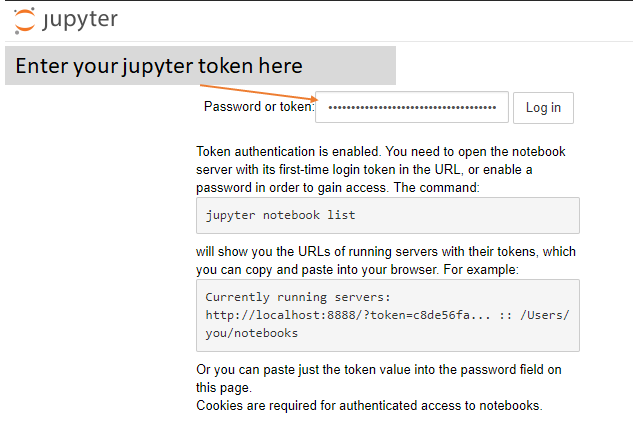 jupyter
Enter your jupyter token here
Password or token: ••••••••••••••••••••••••••••••••••••• Log in
Token authentication is enabled. You need to open the notebook
server with its first-time login token in the URL, or enable a
password in order to gain access. The command:
jupyter notebook list
will show you the URLs of running servers with their tokens, which
you can copy and paste into your browser. For example:
Currently running servers:
http://localhost:8888/?token=c8de56fa... :: /Users/
you/notebooks
Or you can paste just the token value into the password field on
this page.
Cookies are required for authenticated access to notebooks.